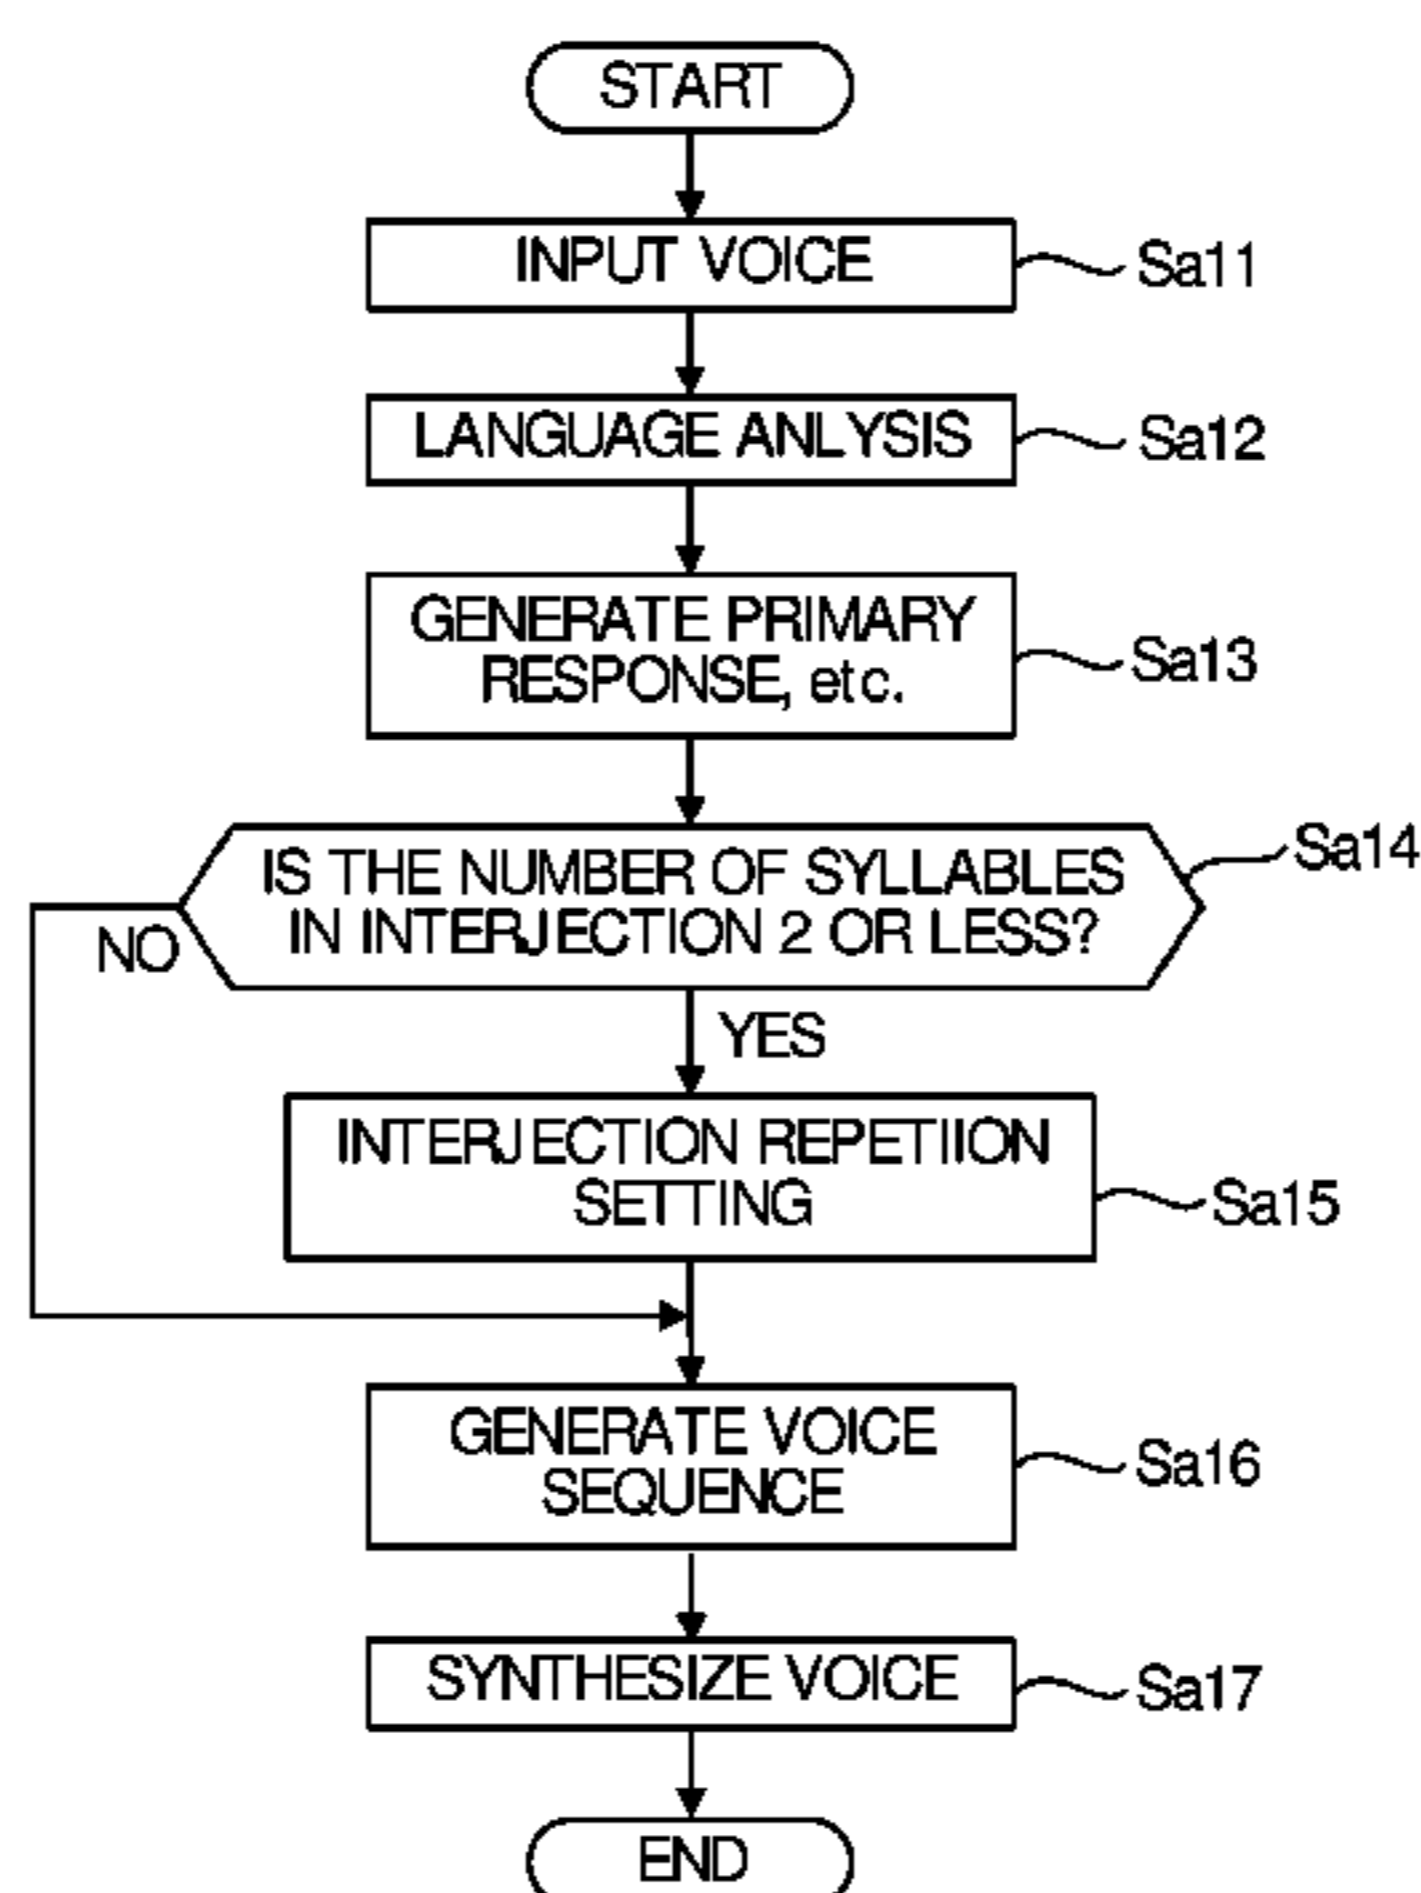 START
INPUT VOICE
Sa11
LANGUAGE ANLYSIS
Sa12
GENERATE PRIMARY
RESPONSE, etc.
Sa13
IS THE NUMBER OF SYLLABLES
IN INTERJECTION 2 OR LESS?
Sa14
NO
YES
INTERJECTION REPETIION
SETTING
Sa15
GENERATE VOICE
SEQUENCE
Sa16
SYNTHESIZE VOICE
Sa17
END